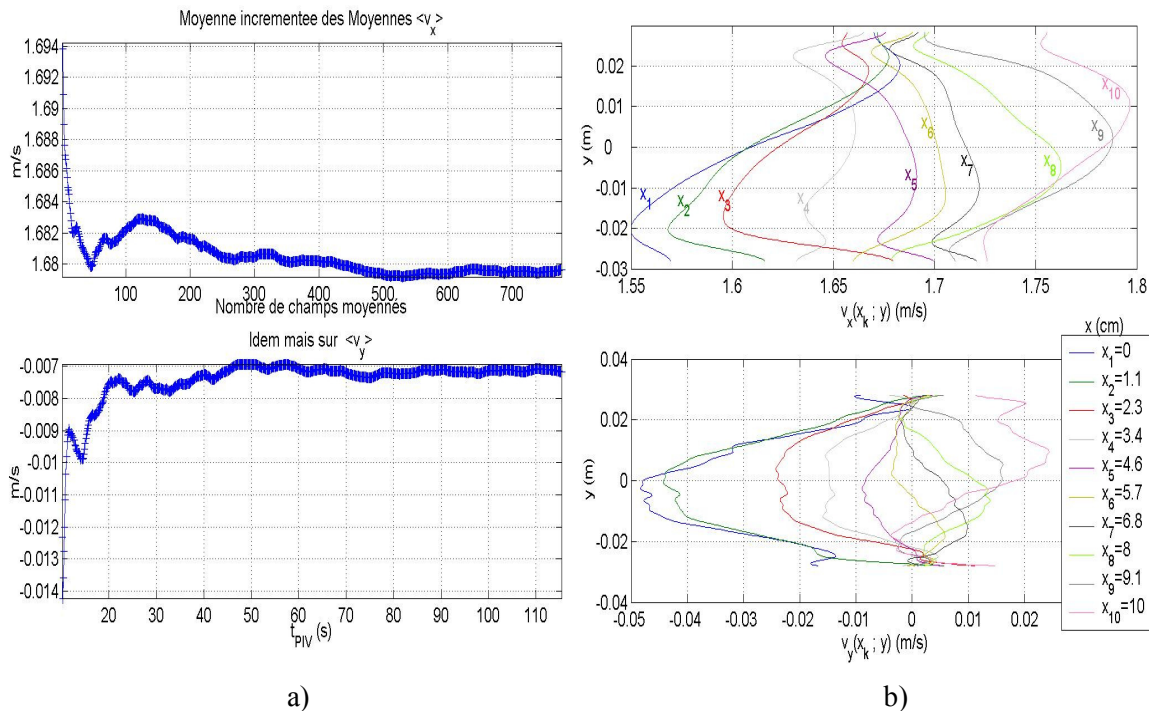 Moyenne incrementee des Moyennes <v_x>
1.694
1.692
1.69
1.688
1.686
1.684
1.682
1.68
m/s
100 200 300 400 500 600 700
Nombre de champs moyennes
Idem mais sur <v_y>
-0.007
-0.008
-0.009
-0.01
-0.011
-0.012
-0.013
-0.014
m/s
20 30 40 50 60 70 80 90 100 110
t_PIV (s)
a)
0.02
0.01
0
-0.01
-0.02
-0.03
y (m)
x_1
x_2
x_3
x_4
x_5
x_6
x_7
x_8
x_9
x_10
1.55 1.6 1.65 1.7 1.75 1.8
v_x(x_k ; y) (m/s)
0.04
0.02
0
-0.02
-0.04
y (m)
-0.05 -0.04 -0.03 -0.02 -0.01 0 0.01 0.02
v_y(x_k ; y) (m/s)
x (cm)
x_1=0
x_2=1.1
x_3=2.3
x_4=3.4
x_5=4.6
x_6=5.7
x_7=6.8
x_8=8
x_9=9.1
x_10=10
b)